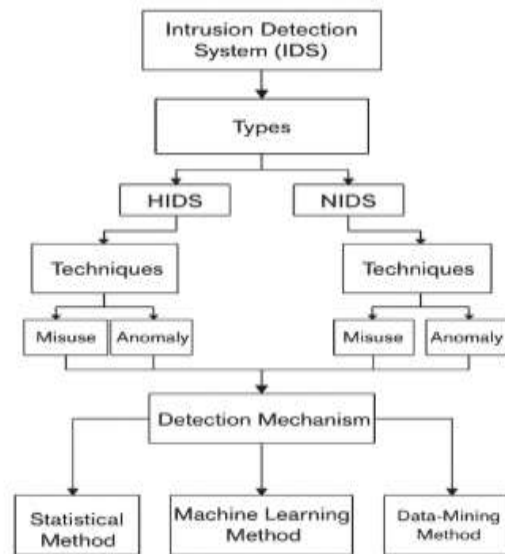 Intrusion Detection
System (IDS)
Types
HIDS
NIDS
Techniques
Techniques
Misuse
Anomaly
Misuse
Anomaly
Detection Mechanism
Statistical
Method
Machine Learning
Method
Data-Mining
Method